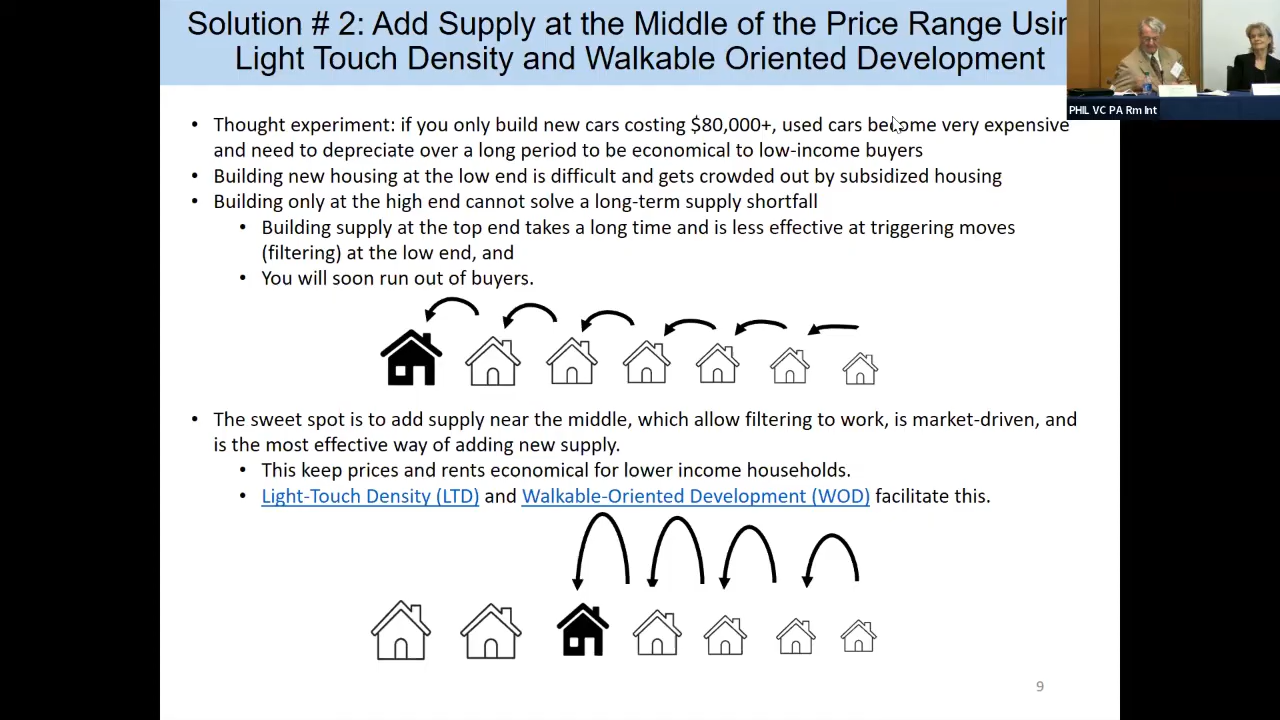 Solution # 2: Add Supply at the Middle of the Price Range Usin
Light Touch Density and Walkable Oriented Development
PHIL VC PA Rm Int
• Thought experiment: if you only build new cars costing $80,000+, used cars become very expensive
and need to depreciate over a long period to be economical to low-income buyers
• Building new housing at the low end is difficult and gets crowded out by subsidized housing
• Building only at the high end cannot solve a long-term supply shortfall
• Building supply at the top end takes a long time and is less effective at triggering moves
(filtering) at the low end, and
• You will soon run out of buyers.
• The sweet spot is to add supply near the middle, which allow filtering to work, is market-driven, and
is the most effective way of adding new supply.
• This keep prices and rents economical for lower income households.
• Light-Touch Density (LTD) and Walkable-Oriented Development (WOD) facilitate this.
9